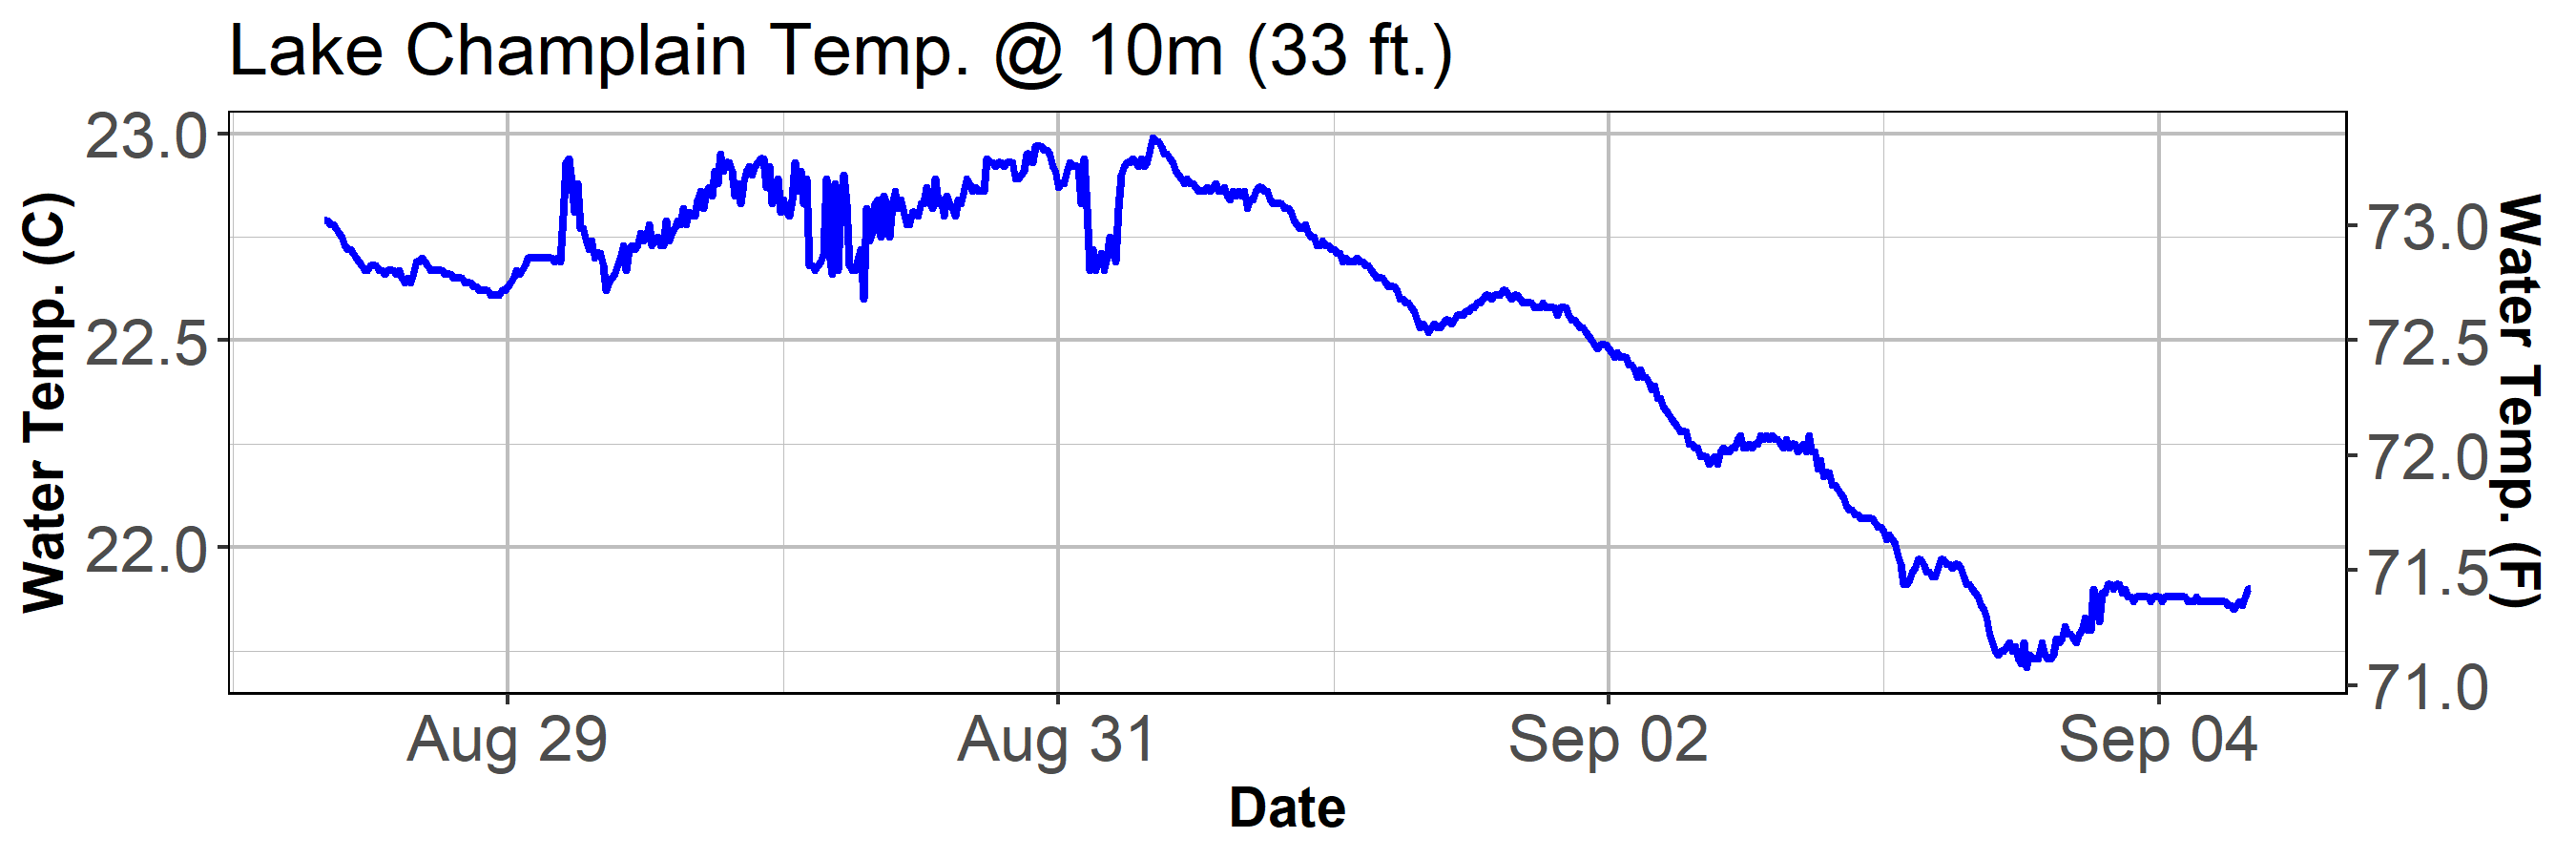 Lake Champlain Temp. @ 10m (33 ft.)
Water Temp. (C)
23.0
22.5
22.0
73.0
72.5
72.0
71.5
71.0
Water Temp. (F)
Aug 29
Aug 31
Sep 02
Sep 04
Date